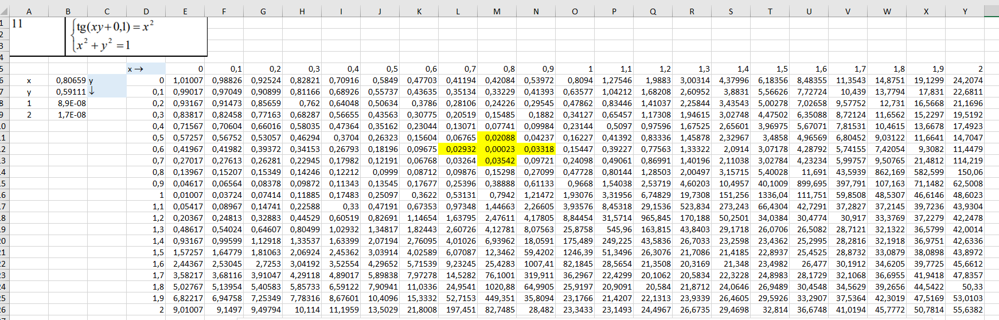 A B C D E F G H I J K L M N O P Q R S T U V W X Y
1 11 tg(xy+0,1) = x²
2
3 x² + y² = 1
4
5 x → 0 0,1 0,2 0,3 0,4 0,5 0,6 0,7 0,8 0,9 1 1,1 1,2 1,3 1,4 1,5 1,6 1,7 1,8 1,9 2
6 x 0,80659 y 0 1,01007 0,98826 0,92524 0,82821 0,70916 0,5849 0,47703 0,41194 0,42084 0,53972 0,8094 1,27546 1,9883 3,00314 4,37996 6,18356 8,48355 11,3543 14,8751 19,1299 24,2074
7 y 0,59111 ↓ 0,1 0,99017 0,97049 0,90899 0,81166 0,68926 0,55737 0,43635 0,35134 0,33229 0,41393 0,63577 1,04212 1,68208 2,60952 3,8831 5,56626 7,72724 10,439 13,7794 17,831 22,6811
8 1 8,9E-08 0,2 0,93167 0,91473 0,85659 0,762 0,64048 0,50634 0,3786 0,28106 0,24226 0,29545 0,47862 0,83446 1,41037 2,25844 3,43543 5,00278 7,02658 9,57752 12,731 16,5668 21,1696
9 2 1,7E-08 0,3 0,83817 0,82458 0,77163 0,68287 0,56655 0,43563 0,30775 0,20519 0,15485 0,1882 0,34127 0,65457 1,17308 1,94615 3,02748 4,47502 6,35088 8,72124 11,6562 15,2297 19,5192
.0 0,4 0,71567 0,70604 0,66016 0,58035 0,47364 0,35162 0,23044 0,13071 0,07741 0,09984 0,23144 0,5097 0,97596 1,67525 2,65601 3,96975 5,67071 7,81531 10,4615 13,6678 17,4923
.1 0,5 0,57257 0,56752 0,53057 0,46294 0,3704 0,26323 0,15604 0,06765 0,02088 0,04237 0,16227 0,41392 0,83336 1,45878 2,32967 3,4858 4,96569 6,80452 9,03122 11,6641 14,7047
.2 0,6 0,41967 0,41982 0,39372 0,34153 0,26793 0,18196 0,09675 0,02932 0,00023 0,03318 0,15447 0,39227 0,77563 1,33322 2,0914 3,07178 4,28792 5,74155 7,42054 9,3082 11,4479
.3 0,7 0,27017 0,27613 0,26281 0,22945 0,17982 0,12191 0,06768 0,03264 0,03542 0,09721 0,24098 0,49061 0,86991 1,40196 2,11038 3,02784 4,23234 5,99757 9,50765 21,4812 114,219
.4 0,8 0,13967 0,15207 0,15349 0,14246 0,12212 0,0999 0,08712 0,09876 0,15298 0,27099 0,47728 0,80144 1,28503 2,00497 3,15715 5,40028 11,691 43,5939 862,169 582,599 150,06
.5 0,9 0,04617 0,06564 0,08378 0,09872 0,11343 0,13545 0,17677 0,25396 0,38888 0,61133 0,9668 1,54038 2,53719 4,60203 10,4957 40,1009 899,695 397,791 107,163 71,1482 62,5008
.6 1 0,01007 0,03724 0,07414 0,11885 0,17483 0,25097 0,3622 0,53131 0,7942 1,21472 1,93076 3,31956 6,74829 19,7308 151,256 1336,04 111,751 59,8508 48,5307 46,6146 48,6023
.7 1,1 0,05417 0,08967 0,14741 0,22588 0,33 0,47191 0,67353 0,97348 1,44663 2,26605 3,93576 8,45318 29,1536 523,834 273,243 66,4304 42,7291 37,2827 37,2145 39,7236 43,9304
.8 1,2 0,20367 0,24813 0,32883 0,44529 0,60519 0,82691 1,14654 1,63795 2,47611 4,17805 8,84454 31,5714 965,845 170,188 50,2501 34,0384 30,4774 30,917 33,3769 37,2279 42,2478
.9 1,3 0,48617 0,54024 0,64607 0,80499 1,02932 1,34817 1,82443 2,60726 4,12781 8,07563 25,8758 545,96 163,815 43,8403 29,1718 26,0706 26,5082 28,7121 32,1322 36,5799 42,0014
20 1,4 0,93167 0,99599 1,12918 1,33537 1,63399 2,07194 2,76095 4,01026 6,93962 18,0591 175,489 249,225 43,5836 26,7033 23,2598 23,4362 25,2995 28,2816 32,1918 36,9751 42,6336
21 1,5 1,57257 1,64779 1,81063 2,06924 2,45362 3,03914 4,02589 6,07087 12,3462 59,4202 1246,39 51,3496 26,3076 21,7086 21,4185 22,8937 25,4525 28,8732 33,0879 38,0898 43,8972
22 1,6 2,44367 2,53045 2,7253 3,04192 3,52554 4,29652 5,71539 9,23245 25,4283 1007,41 82,1845 28,5654 21,3508 20,3169 21,348 23,4982 26,477 30,1912 34,6205 39,7725 45,6612
23 1,7 3,58217 3,68116 3,91047 4,29118 4,89017 5,89838 7,97278 14,5282 76,1001 319,911 36,2967 22,4299 20,1062 20,5834 22,3228 24,8983 28,1729 32,1068 36,6955 41,9418 47,8357
24 1,8 5,02767 5,13954 5,40583 5,85733 6,59122 7,90941 11,0336 24,9541 1020,88 64,9905 25,9197 20,9091 20,584 21,8712 24,0646 26,9489 30,4548 34,5629 39,2656 44,5422 50,33
25 1,9 6,82217 6,94758 7,25349 7,78316 8,67601 10,4096 15,3332 52,7153 449,351 35,8094 23,1766 21,4207 22,1313 23,9339 26,4605 29,5926 33,2907 37,5364 42,3019 47,5169 53,0103
26 2 9,01007 9,1497 9,49794 10,114 11,1959 13,5029 21,8008 197,451 82,7485 28,482 23,3433 23,1493 24,4967 26,6735 29,4698 32,814 36,6748 41,0194 45,7772 50,7814 55,6382